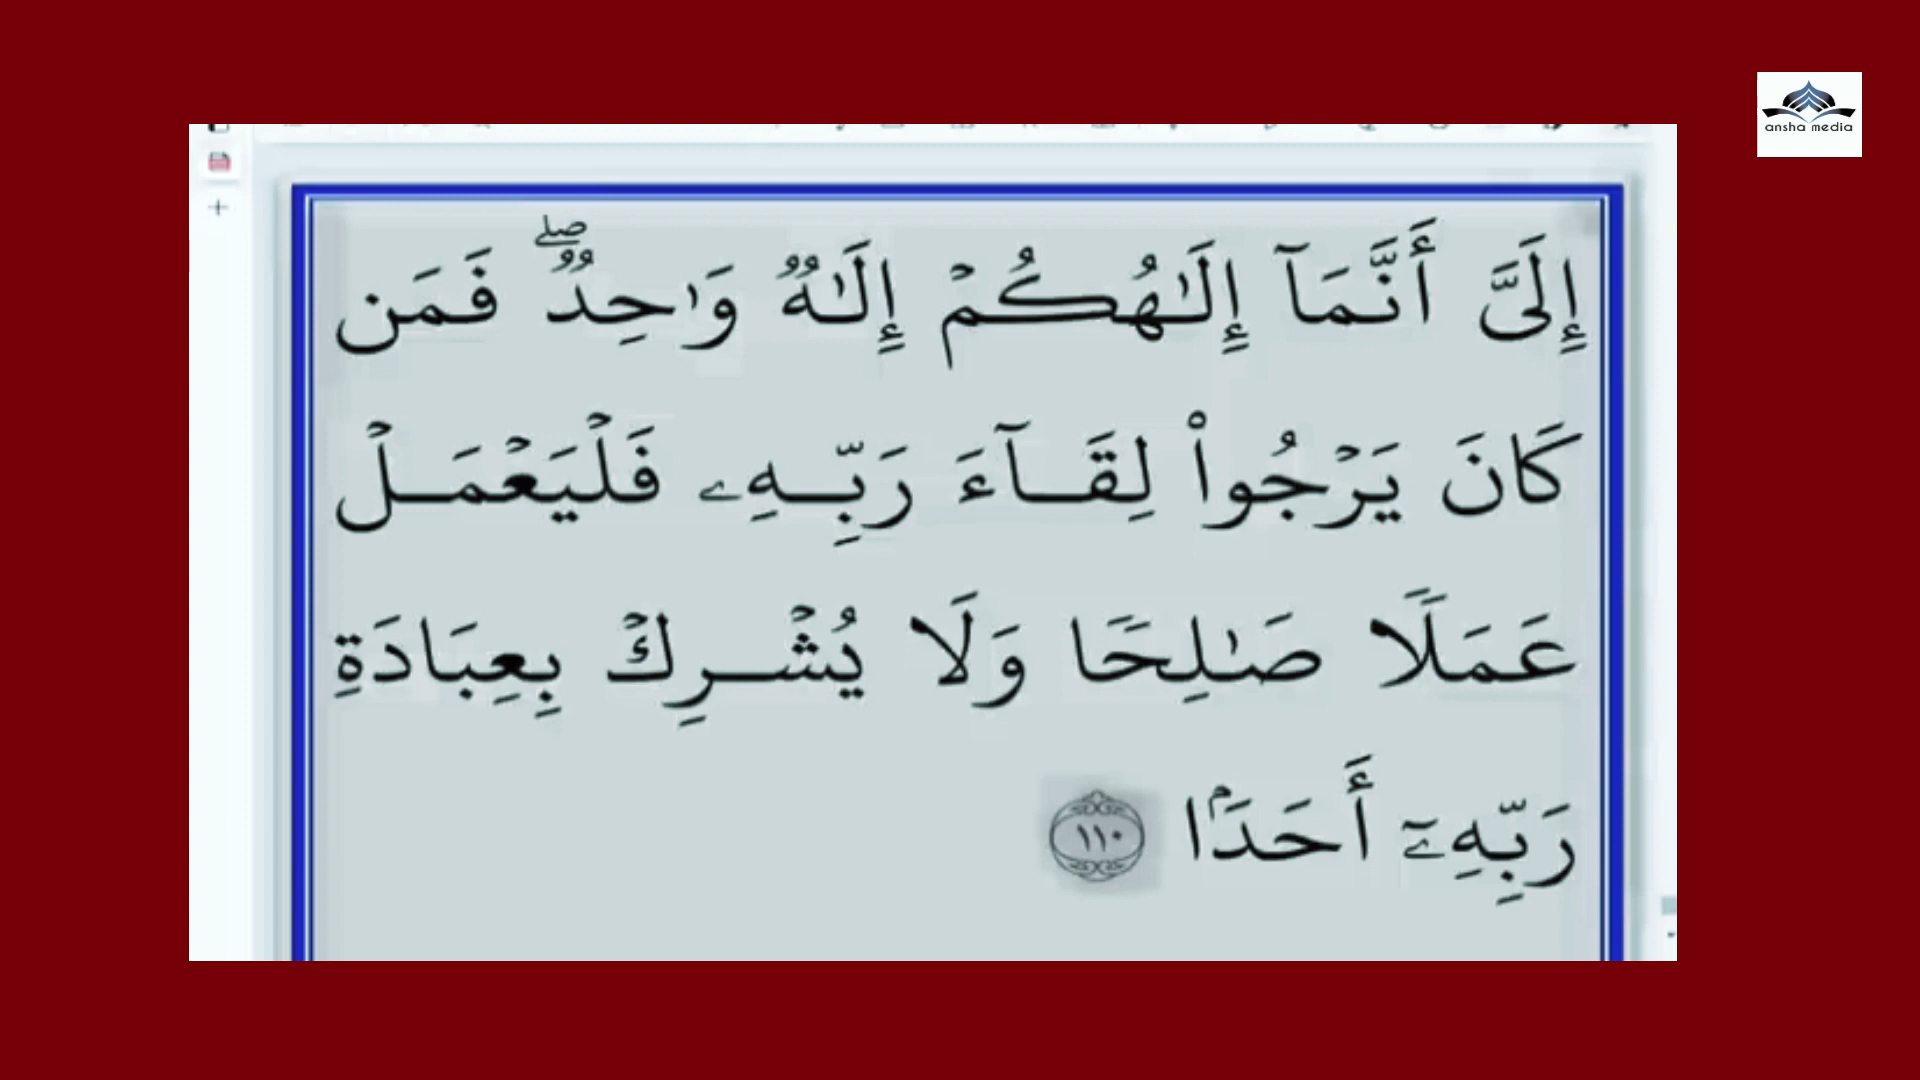 ansha media
إِلَىَّ أَنَّمَآ إِلَـٰهُكُمْ إِلَـٰهٌ وَٰحِدٌ ۖ فَمَن
كَانَ يَرْجُوا۟ لِقَآءَ رَبِّهِۦ فَلْيَعْمَلْ
عَمَلًا صَـٰلِحًا وَلَا يُشْرِكْ بِعِبَادَةِ
رَبِّهِۦٓ أَحَدًۢا ١١٠